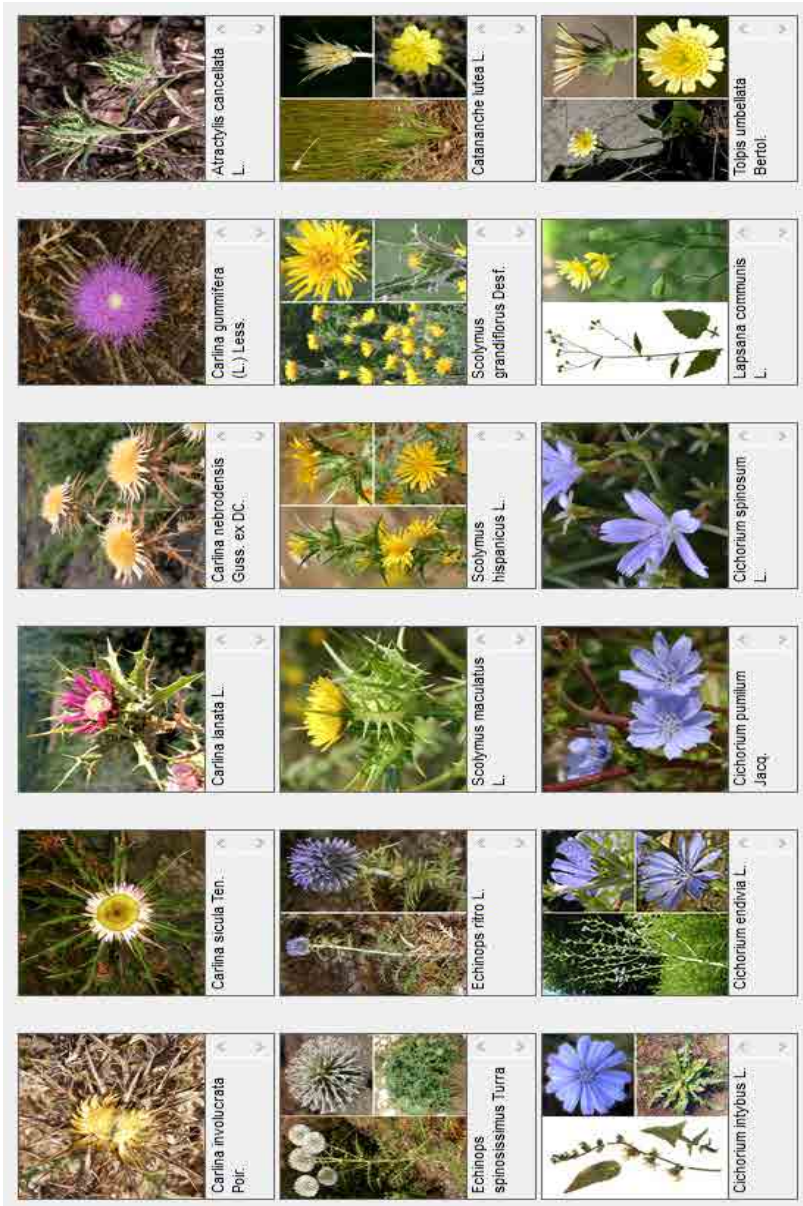 Carlina involucrata
Poir.
Carlina sicula Ten.
Carlina lanata L.
Carlina nebrodensis
Guss. ex DC.
Carlina gummifera
(L.) Less.
Atractylis cancellata
L.
Echinops
spinosissimus Turra
Echinops ritro L.
Scolymus maculatus
L.
Scolymus
hispanicus L.
Scolymus
grandiflorus Desf.
Catananche lutea L.
Cichorium intybus L.
Cichorium endivia L.
Cichorium pumilum
Jacq.
Cichorium spinosum
L.
Lapsana communis
L.
Tolpis umbellata
Bertol.